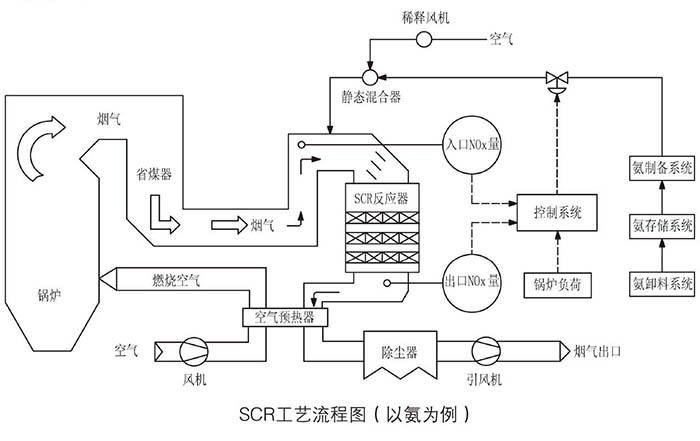 稀释风机
空气
静态混合器
烟气
入口NOx量
省煤器
氨制备系统
SCR反应器
控制系统
氨存储系统
烟气
燃烧空气
出口NOx量
锅炉负荷
氨卸料系统
锅炉
空气预热器
空气
风机
除尘器
引风机
烟气出口
SCR工艺流程图（以氨为例）